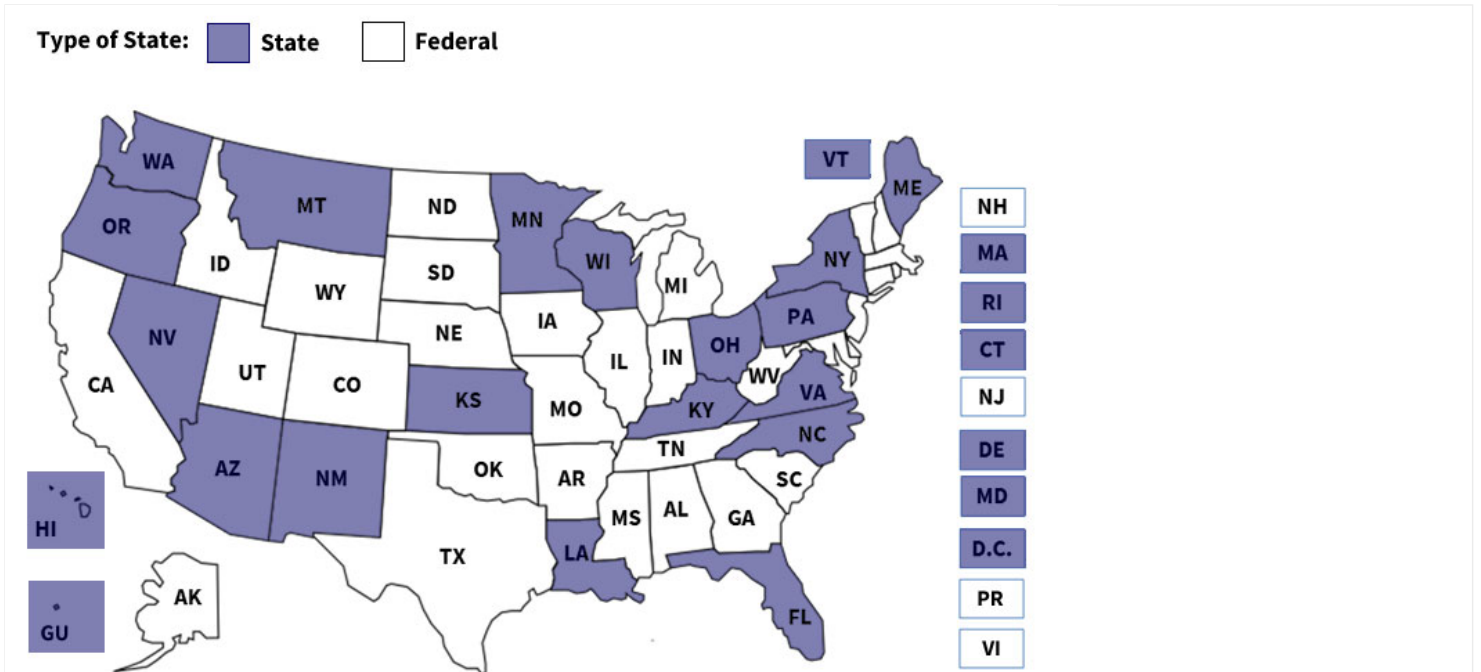 Type of State: State Federal
VT
WA
ME
MT
ND
NH
MN
OR
MA
NY
WI
ID
SD
MI
WY
RI
PA
IA
NE
NV
OH
CT
IL
IN
UT
WV
CO
CA
VA
NJ
KS
MO
KY
NC
TN
DE
AZ
OK
NM
AR
SC
MD
AL
MS
GA
HI
D.C.
LA
TX
AK
PR
FL
GU
VI